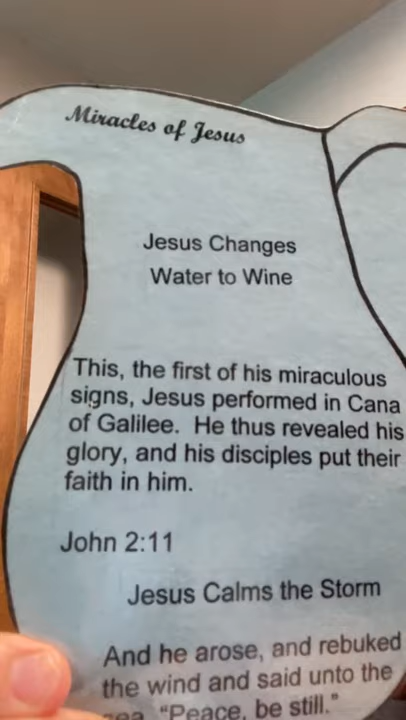 Miracles of Jesus
Jesus Changes
Water to Wine
This, the first of his miraculous
signs, Jesus performed in Cana
of Galilee. He thus revealed his
glory, and his disciples put their
faith in him.
John 2:11
Jesus Calms the Storm
And he arose, and rebuked
the wind and said unto the
sea, "Peace, be still."